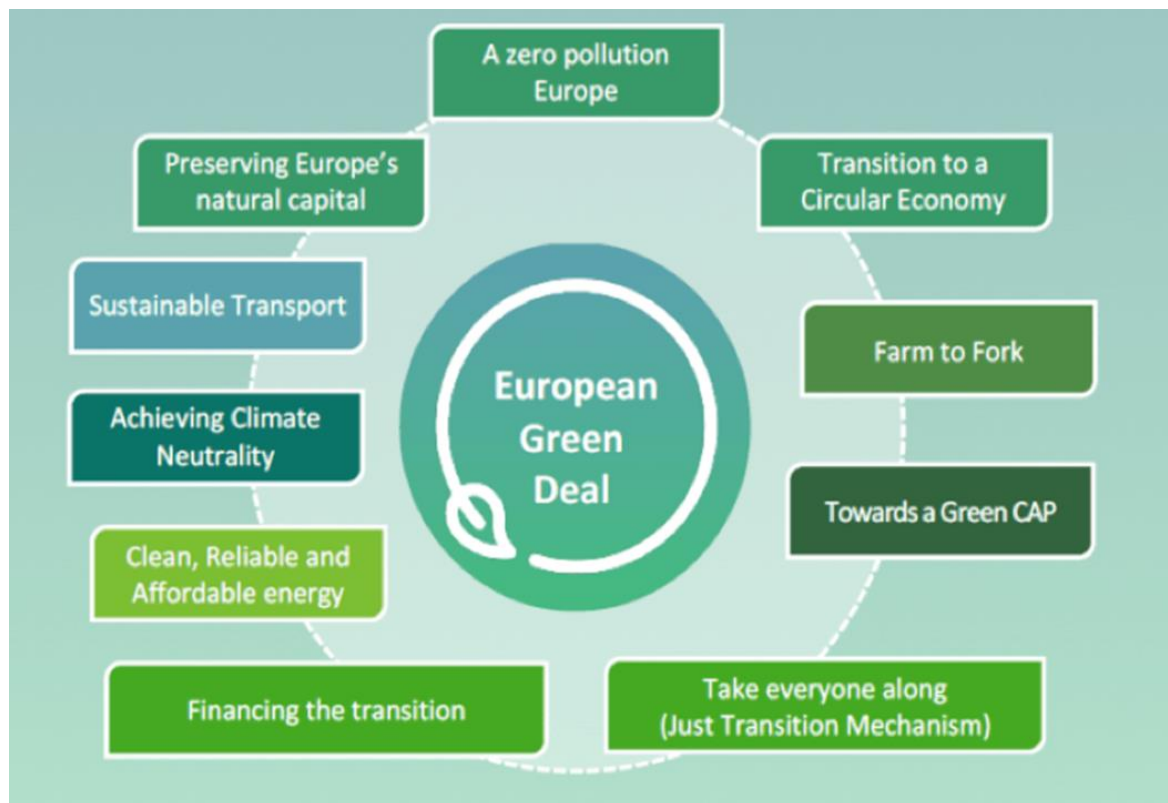 A zero pollution
Europe
Preserving Europe's
natural capital
Transition to a
Circular Economy
Sustainable Transport
Farm to Fork
European
Green
Deal
Achieving Climate
Neutrality
Towards a Green CAP
Clean, Reliable and
Affordable energy
Financing the transition
Take everyone along
(Just Transition Mechanism)